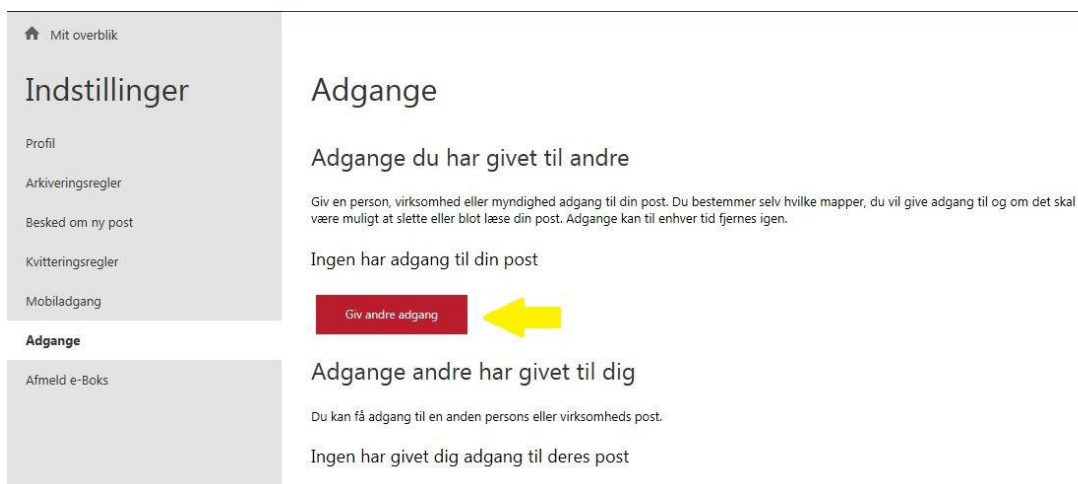 Mit overblik
Indstillinger
Profil
Arkiveringsregler
Besked om ny post
Kvitteringsregler
Mobiladgang
Adgange
Afmeld e-Boks
Adgange
Adgange du har givet til andre
Giv en person, virksomhed eller myndighed adgang til din post. Du bestemmer selv hvilke mapper, du vil give adgang til og om det skal
være muligt at slette eller blot læse din post. Adgange kan til enhver tid fjernes igen.
Ingen har adgang til din post
Giv andre adgang
Adgange andre har givet til dig
Du kan få adgang til en anden persons eller virksomheds post.
Ingen har givet dig adgang til deres post